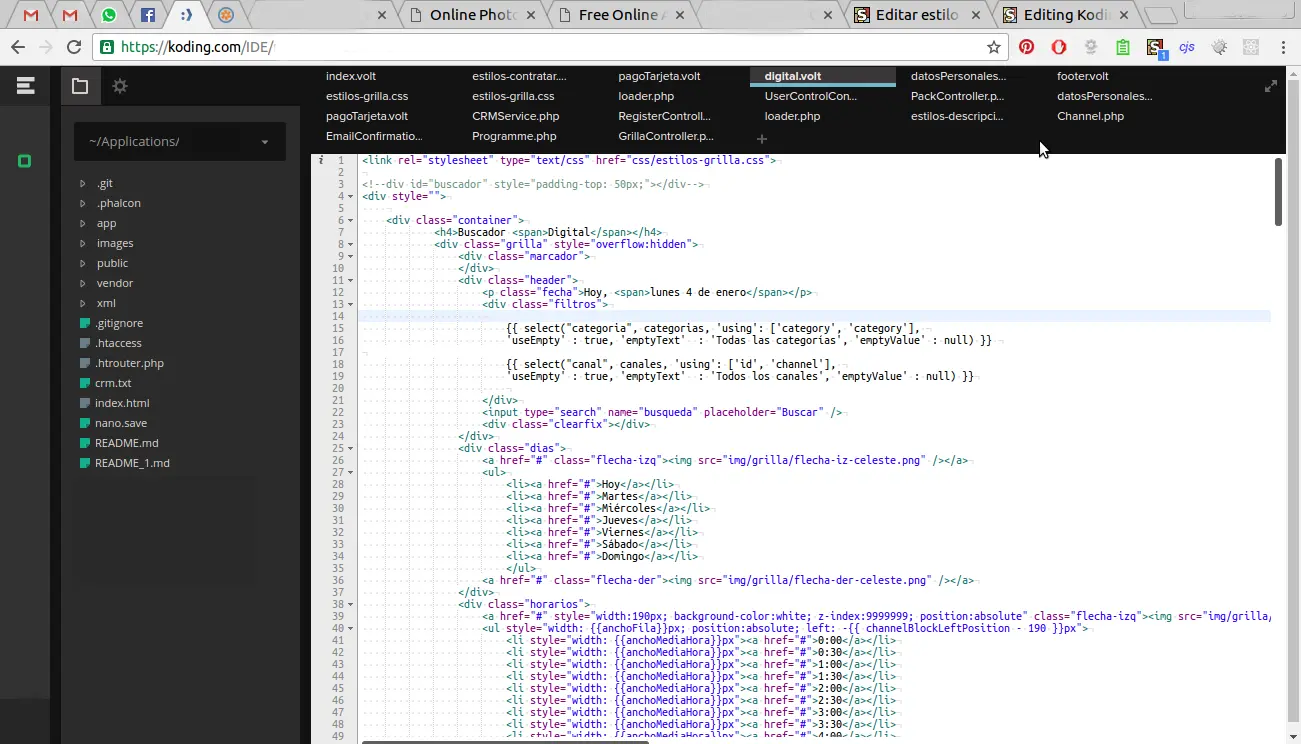 Online Photo
Free Online A
Editar estilo
Editing Kodi
https://koding.com/IDE/
1
cjs
index.volt estilos-contratar.... pagoTarjeta.volt digital.volt datosPersonales... footer.volt
estilos-grilla.css estilos-grilla.css loader.php UserControlCon... PackController.p... datosPersonales...
pagoTarjeta.volt CRMService.php RegisterControll... loader.php estilos-descripci... Channel.php
EmailConfirmatio... Programme.php GrillaController.p... +
~/Applications/
.git
.phalcon
app
images
public
vendor
xml
.gitignore
.htaccess
.htrouter.php
crm.txt
index.html
nano.save
README.md
README_1.md
i 1 <link rel="stylesheet" type="text/css" href="css/estilos-grilla.css">
2
3 <!--div id="buscador" style="padding-top: 50px;"></div-->
4 <div style="">
5
6 <div class="container">
7 <h4>Buscador <span>Digital</span></h4>
8 <div class="grilla" style="overflow:hidden">
9 <div class="marcador">
10 </div>
11 <div class="header">
12 <p class="fecha">Hoy, <span>lunes 4 de enero</span></p>
13 <div class="filtros">
14
15 {{ select("categoria", categorias, 'using': ['category', 'category'],
16 'useEmpty' : true, 'emptyText' : 'Todas las categorías', 'emptyValue' : null) }}
17
18 {{ select("canal", canales, 'using': ['id', 'channel'],
19 'useEmpty' : true, 'emptyText' : 'Todos los canales', 'emptyValue' : null) }}
20
21 </div>
22 <input type="search" name="busqueda" placeholder="Buscar" />
23 <div class="clearfix"></div>
24 </div>
25 <div class="dias">
26 <a href="#" class="flecha-izq"><img src="img/grilla/flecha-iz-celeste.png" /></a>
27 <ul>
28 <li><a href="#">Hoy</a></li>
29 <li><a href="#">Martes</a></li>
30 <li><a href="#">Miércoles</a></li>
31 <li><a href="#">Jueves</a></li>
32 <li><a href="#">Viernes</a></li>
33 <li><a href="#">Sábado</a></li>
34 <li><a href="#">Domingo</a></li>
35 </ul>
36 <a href="#" class="flecha-der"><img src="img/grilla/flecha-der-celeste.png" /></a>
37 </div>
38 <div class="horarios">
39 <a href="#" style="width:190px; background-color:white; z-index:9999999; position:absolute" class="flecha-izq"><img src="img/grilla/
40 <ul style="width: {{anchoFila}}px; position:absolute; left: -{{ channelBlockLeftPosition - 190 }}px">
41 <li style="width: {{anchoMediaHora}}px"><a href="#">0:00</a></li>
42 <li style="width: {{anchoMediaHora}}px"><a href="#">0:30</a></li>
43 <li style="width: {{anchoMediaHora}}px"><a href="#">1:00</a></li>
44 <li style="width: {{anchoMediaHora}}px"><a href="#">1:30</a></li>
45 <li style="width: {{anchoMediaHora}}px"><a href="#">2:00</a></li>
46 <li style="width: {{anchoMediaHora}}px"><a href="#">2:30</a></li>
47 <li style="width: {{anchoMediaHora}}px"><a href="#">3:00</a></li>
48 <li style="width: {{anchoMediaHora}}px"><a href="#">3:30</a></li>
49 <li style="width: {{anchoMediaHora}}px"><a href="#">4:00</a></li>